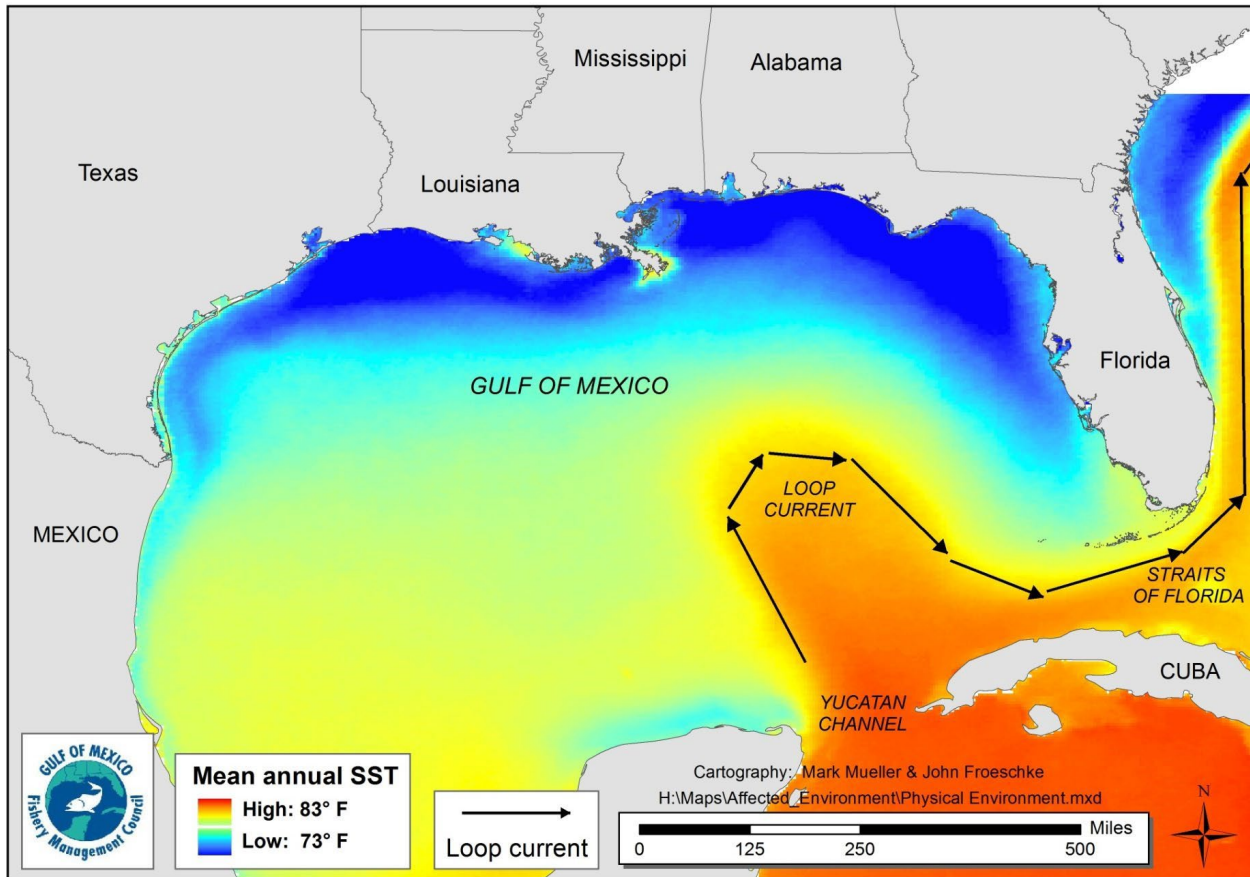 Mississippi
Alabama
Texas
Louisiana
GULF OF MEXICO
Florida
LOOP
CURRENT
MEXICO
STRAITS
OF FLORIDA
CUBA
YUCATAN
CHANNEL
GULF OF MEXICO
Fishery Management Council
Mean annual SST
High: 83° F
Low: 73° F
Loop current
Cartography: Mark Mueller & John Froeschke
H:\Maps\Affected_Environment\Physical Environment.mxd
Miles
0 125 250 500
N